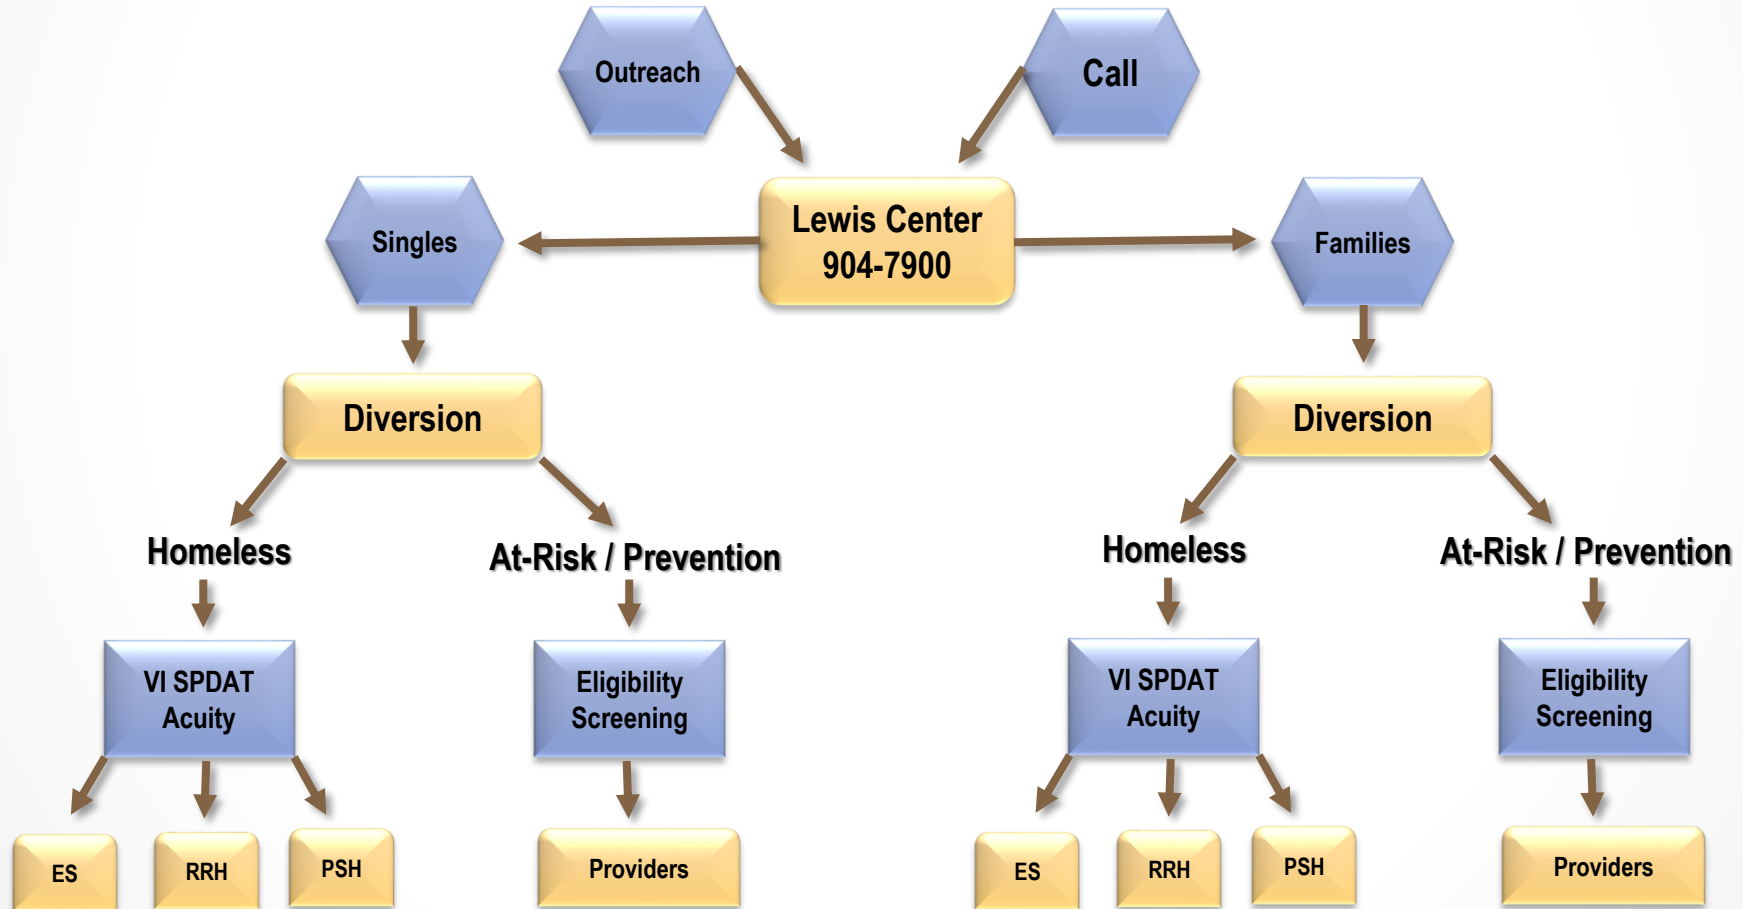 Outreach
Call
Lewis Center
904-7900
Singles
Families
Diversion
Diversion
Homeless
At-Risk / Prevention
Homeless
At-Risk / Prevention
VI SPDAT
Acuity
Eligibility
Screening
VI SPDAT
Acuity
Eligibility
Screening
ES
RRH
PSH
Providers
ES
RRH
PSH
Providers